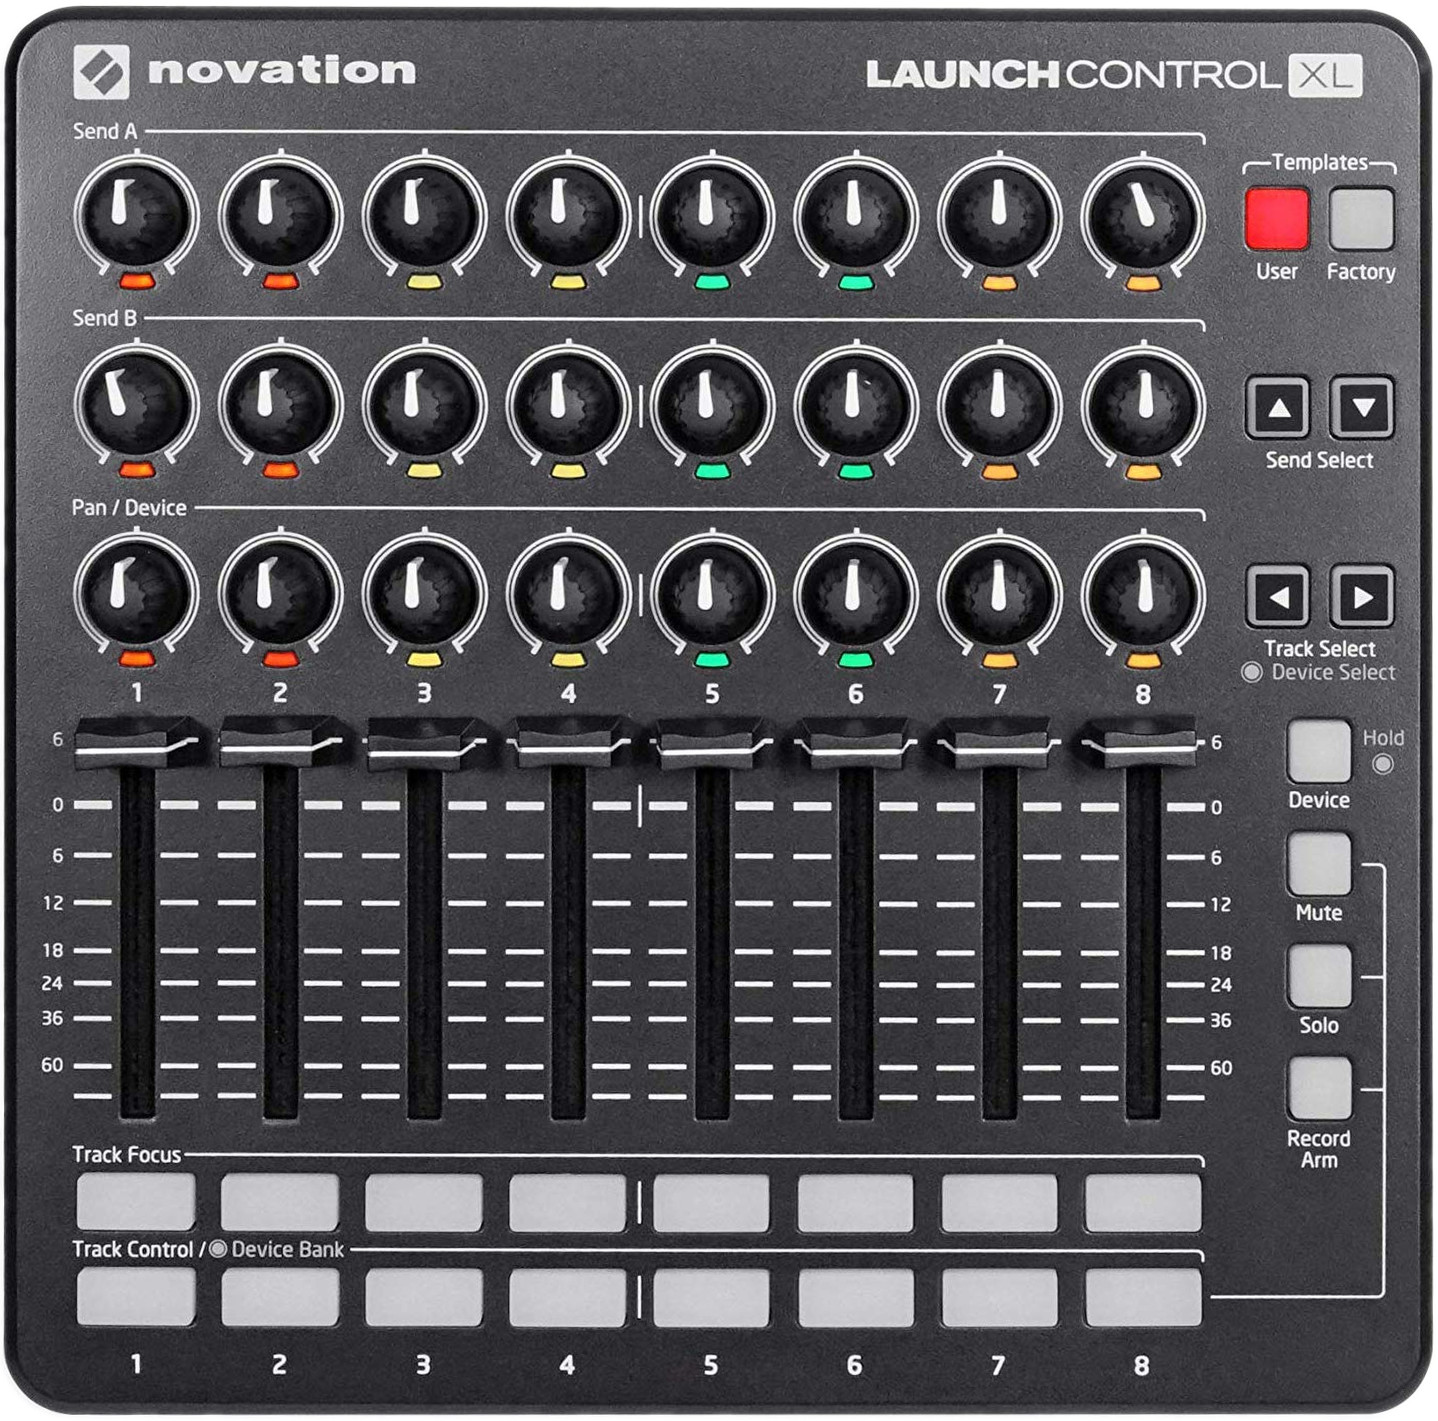 novation
LAUNCHCONTROL XL
Send A
Templates
User Factory
Send B
Send Select
Pan / Device
Track Select
Device Select
1 2 3 4 5 6 7 8
6 6
Hold
Device
0 0
6 6
12 12
Mute
18 18
24 24
36 36
Solo
60 60
Record
Arm
Track Focus
Track Control / Device Bank
1 2 3 4 5 6 7 8